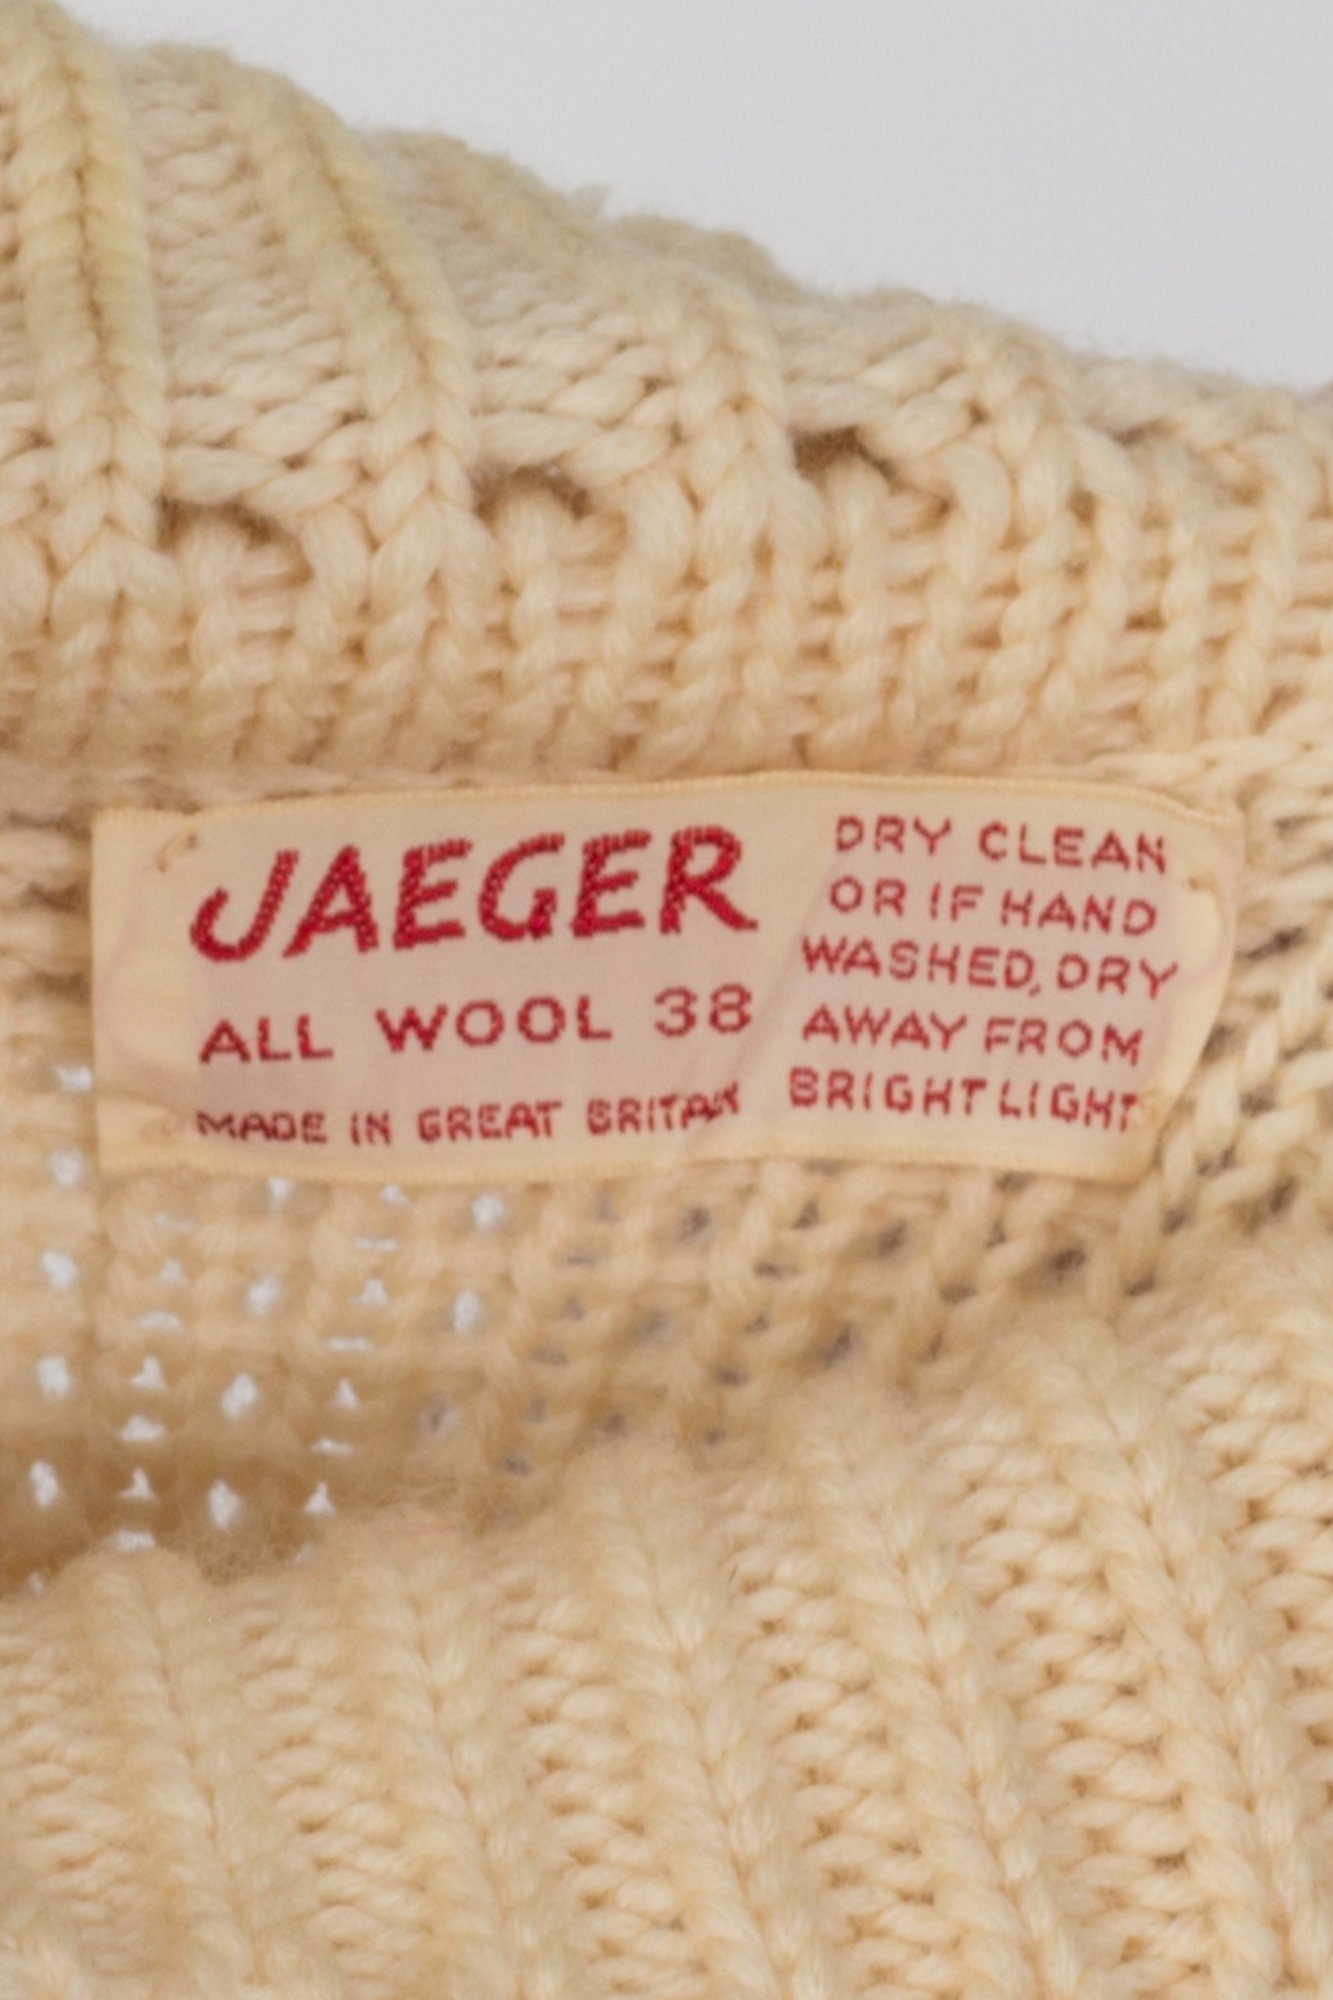 JAEGER
ALL WOOL 38
MADE IN GREAT BRITAIN
DRY CLEAN
OR IF HAND
WASHED, DRY
AWAY FROM
BRIGHT LIGHT